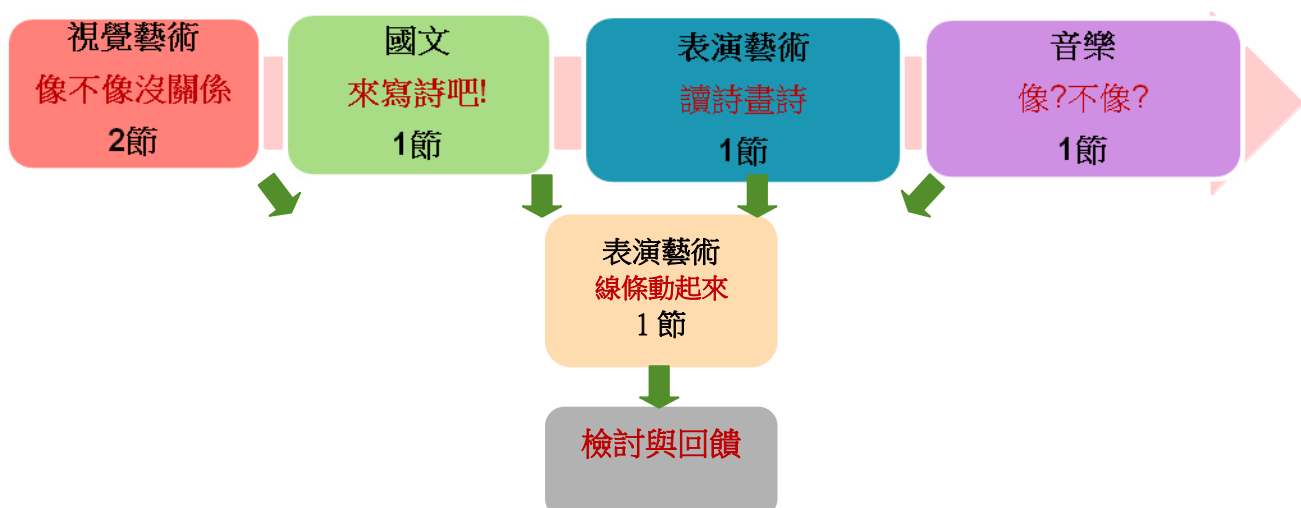 視覺藝術
像不像沒關係
2節
國文
來寫詩吧!
1節
表演藝術
讀詩畫詩
1節
音樂
像?不像?
1節
表演藝術
線條動起來
1 節
檢討與回饋